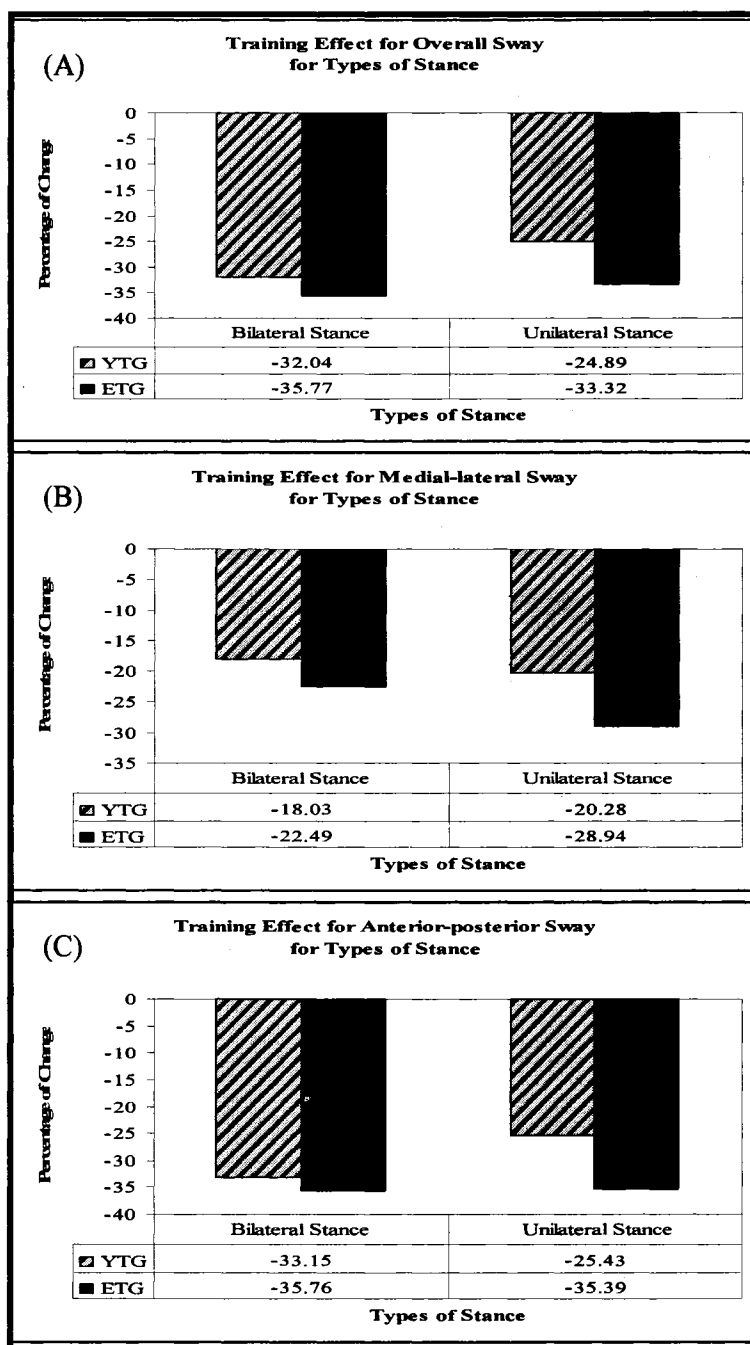 (A)
Training Effect for Overall Sway
for Types of Stance
Percentage of Change
0
-5
-10
-15
-20
-25
-30
-35
-40
Bilateral Stance Unilateral Stance
YTG -32.04 -24.89
ETG -35.77 -33.32
Types of Stance
(B)
Training Effect for Medial-lateral Sway
for Types of Stance
Percentage of Change
0
-5
-10
-15
-20
-25
-30
-35
Bilateral Stance Unilateral Stance
YTG -18.03 -20.28
ETG -22.49 -28.94
Types of Stance
(C)
Training Effect for Anterior-posterior Sway
for Types of Stance
Percentage of Change
0
-5
-10
-15
-20
-25
-30
-35
-40
Bilateral Stance Unilateral Stance
YTG -33.15 -25.43
ETG -35.76 -35.39
Types of Stance